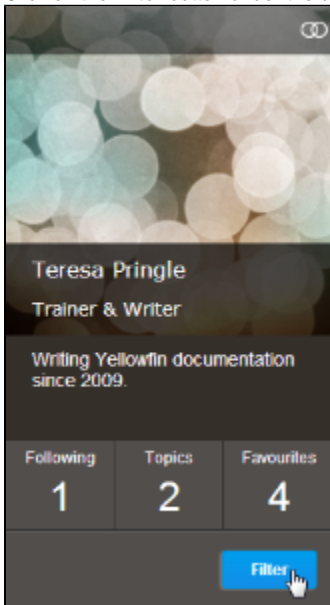 Teresa Pringle
Trainer & Writer
Writing Yellowfin documentation
since 2009.
Following Topics Favourites
1 2 4
Filter